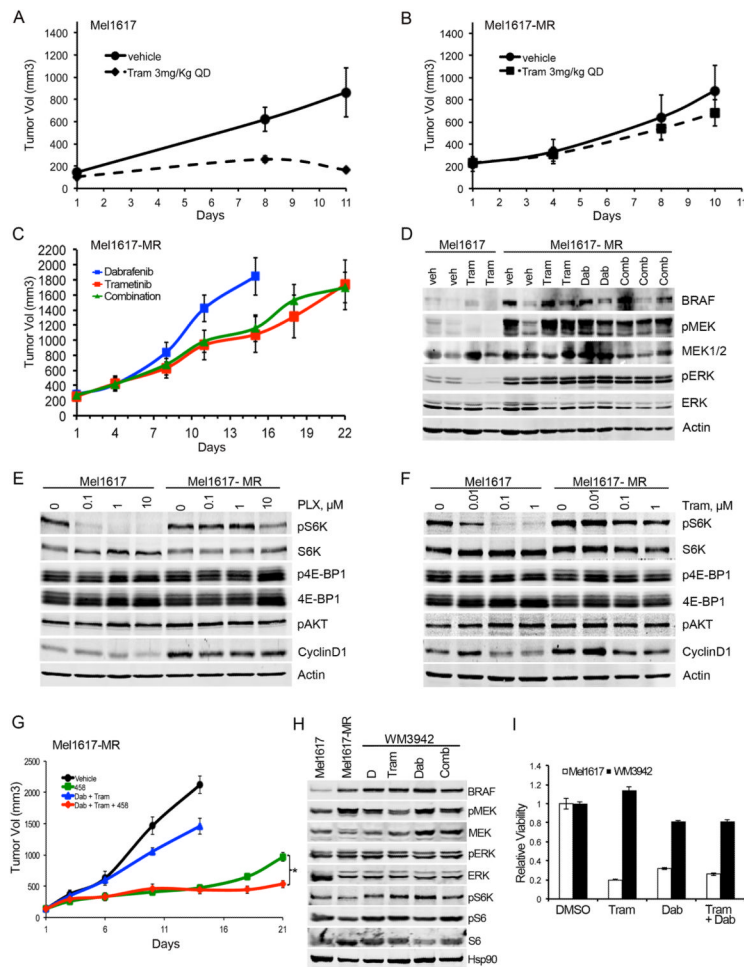 A
Mel1617
Tumor Vol (mm3)
1400
1200
1000
800
600
400
200
0
vehicle
Tram 3mg/Kg QD
1 2 3 4 5 6 7 8 9 10 11
Days
B
Mel1617-MR
Tumor Vol (mm3)
1400
1200
1000
800
600
400
200
0
vehicle
Tram 3mg/kg QD
1 2 3 4 5 6 7 8 9 10 11
Days
C
Mel1617-MR
Tumor Vol (mm3)
2200
2000
1800
1600
1400
1200
1000
800
600
400
200
0
Dabrafenib
Trametinib
Combination
1 4 7 8 11 13 15 16 19 22
Days
D
Mel1617 Mel1617- MR
veh veh Tram Tram veh veh Tram Tram Dab Dab Comb Comb Comb
BRAF
pMEK
MEK1/2
pERK
ERK
Actin
E
Mel1617 Mel1617- MR
0 0.1 1 10 0 0.1 1 10 PLX, µM
pS6K
S6K
p4E-BP1
4E-BP1
pAKT
CyclinD1
Actin
F
Mel1617 Mel1617- MR
0 0.01 0.1 1 0 0.01 0.1 1 Tram, µM
pS6K
S6K
p4E-BP1
4E-BP1
pAKT
CyclinD1
Actin
G
Mel1617-MR
Tumor Vol (mm3)
2500
2000
1500
1000
500
0
Vehicle
458
Dab + Tram
Dab + Tram + 458
*
1 6 11 16 21
Days
H
Mel1617 Mel1617-MR WM3942
D Tram Dab Comb
BRAF
pMEK
MEK
pERK
ERK
pS6K
pS6
S6
Hsp90
I
Mel1617 WM3942
Relative Viability
1.4
1.2
1
0.8
0.6
0.4
0.2
0
DMSO Tram Dab Tram
+ Dab